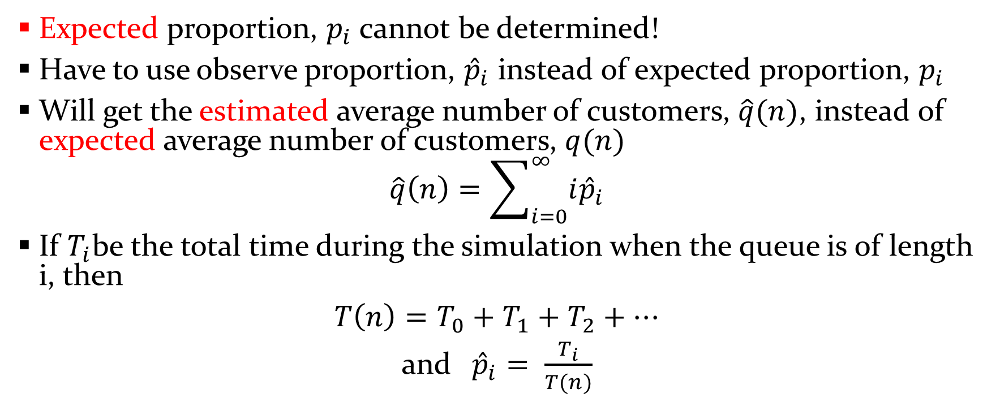 ▪ Expected proportion, $p_i$ cannot be determined!
▪ Have to use observe proportion, $\hat{p}_i$ instead of expected proportion, $p_i$
▪ Will get the estimated average number of customers, $\hat{q}(n)$, instead of
expected average number of customers, $q(n)$
$\hat{q}(n) = \sum_{i=0}^{\infty} i\hat{p}_i$
▪ If $T_i$ be the total time during the simulation when the queue is of length
i, then
$T(n) = T_0 + T_1 + T_2 + \cdots$
and $\hat{p}_i = \frac{T_i}{T(n)}$